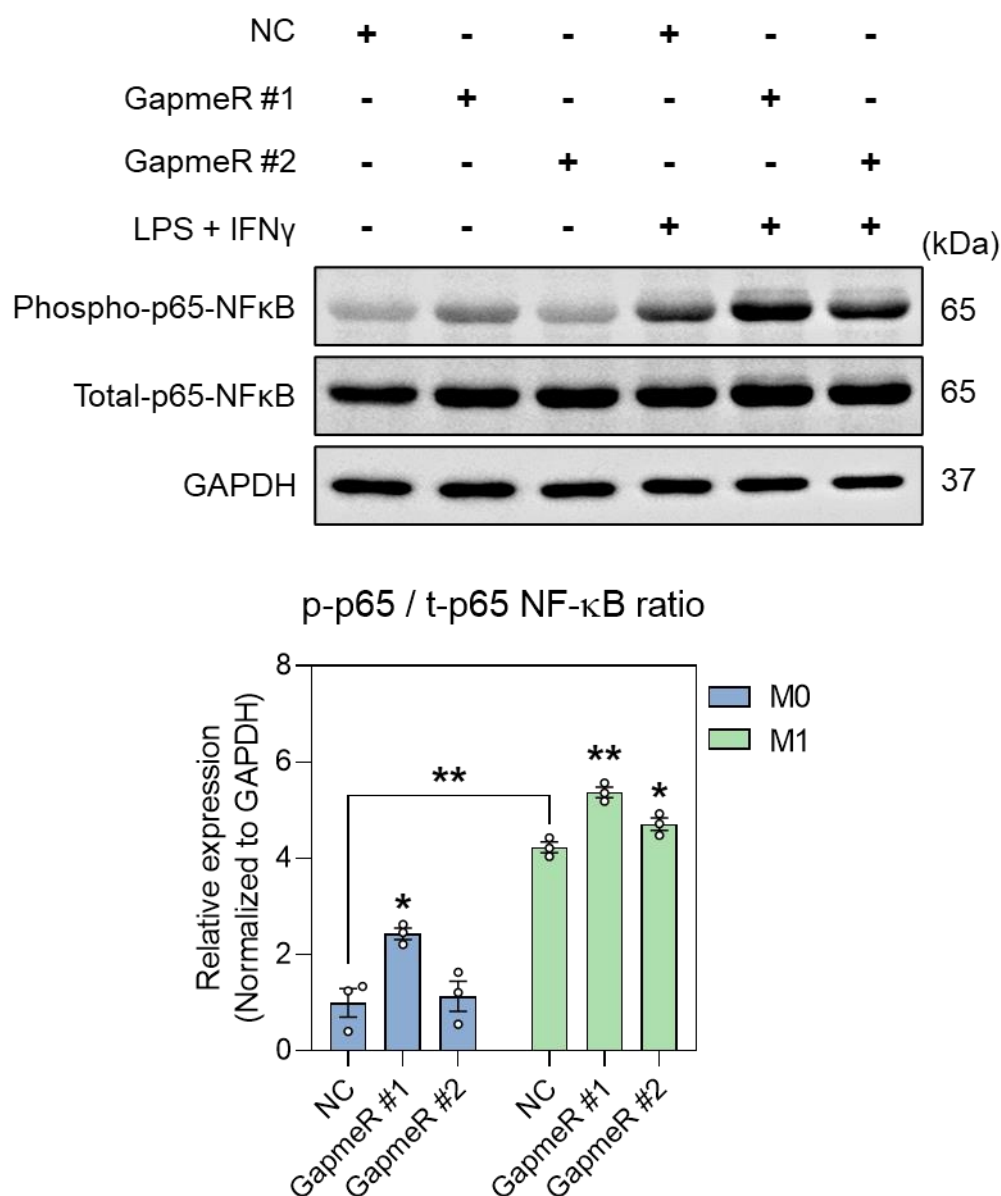 NC + - - + - -
GapmeR #1 - + - - + -
GapmeR #2 - - + - - +
LPS + IFNγ - - - + + + (kDa)
Phospho-p65-NFκB 65
Total-p65-NFκB 65
GAPDH 37
p-p65 / t-p65 NF-κB ratio
Relative expression
(Normalized to GAPDH)
8
6
4
2
0
** * ** *
M0
M1
NC GapmeR #1 GapmeR #2 NC GapmeR #1 GapmeR #2